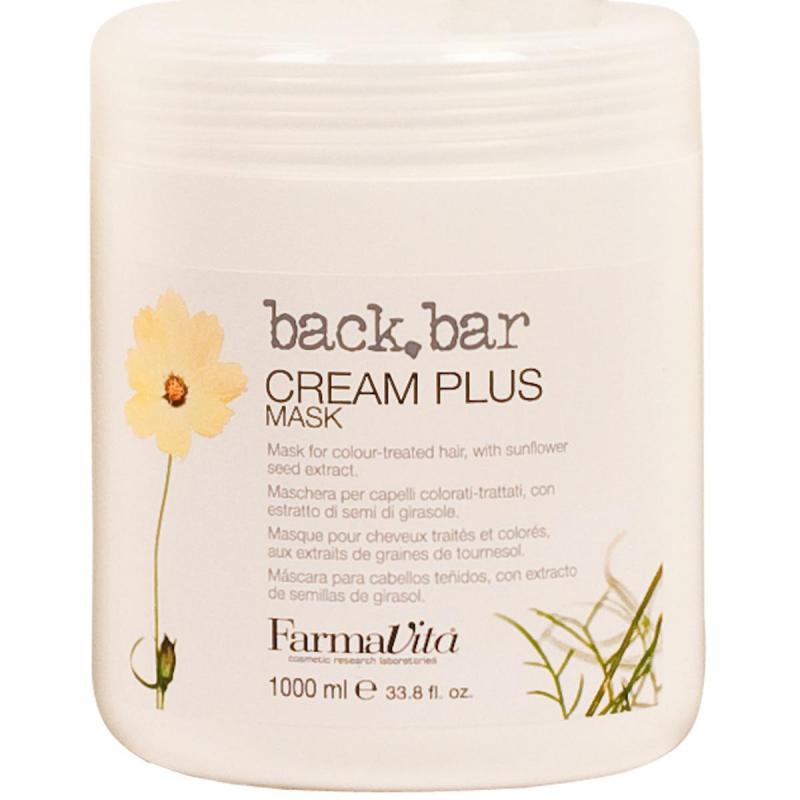 back.bar
CREAM PLUS
MASK
Mask for colour-treated hair, with sunflower
seed extract.
Maschera per capelli colorati-trattati, con
estratto di semi di girasole.
Masque pour cheveux traités et colorés,
aux extraits de graines de tournesol.
Máscara para cabellos teñidos, con extracto
de semillas de girasol.
FarmaVita
cosmetic research laboratories
1000 ml ℮ 33.8 fl. oz.